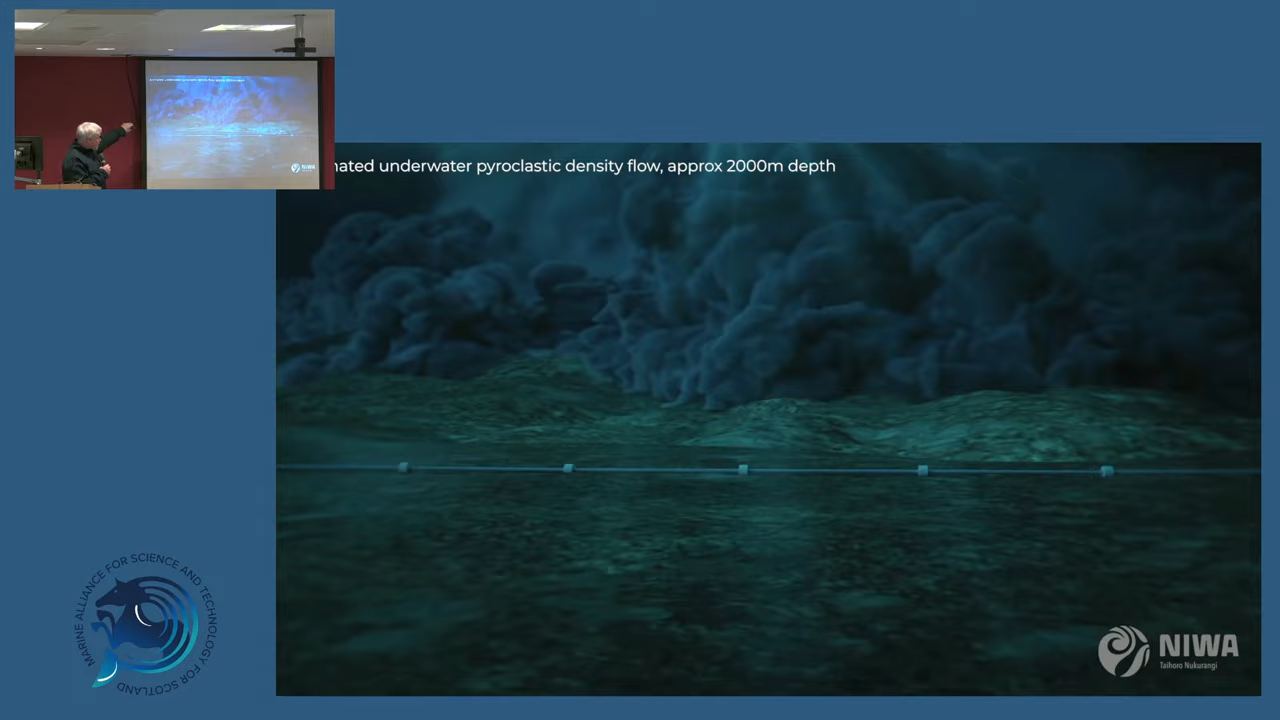 nated underwater pyroclastic density flow, approx 2000m depth
MARINE ALLIANCE FOR SCIENCE AND TECHNOLOGY FOR SCOTLAND
NIWA
Taihoro Nukurangi